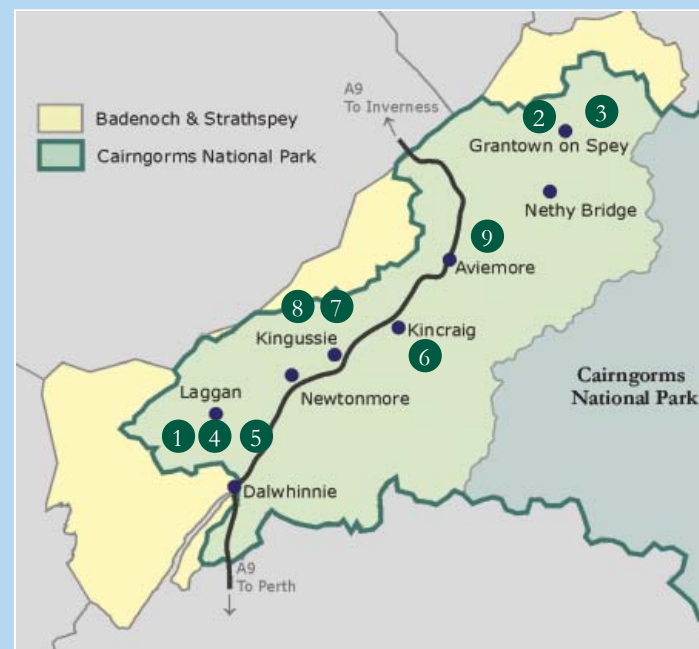 A9
To Inverness
Badenoch & Strathspey
Cairngorms National Park
2
3
Grantown on Spey
Nethy Bridge
9
Aviemore
8
7
Kingussie
Kincraig
6
Cairngorms
National Park
Laggan
Newtonmore
1
4
5
Dalwhinnie
A9
To Perth